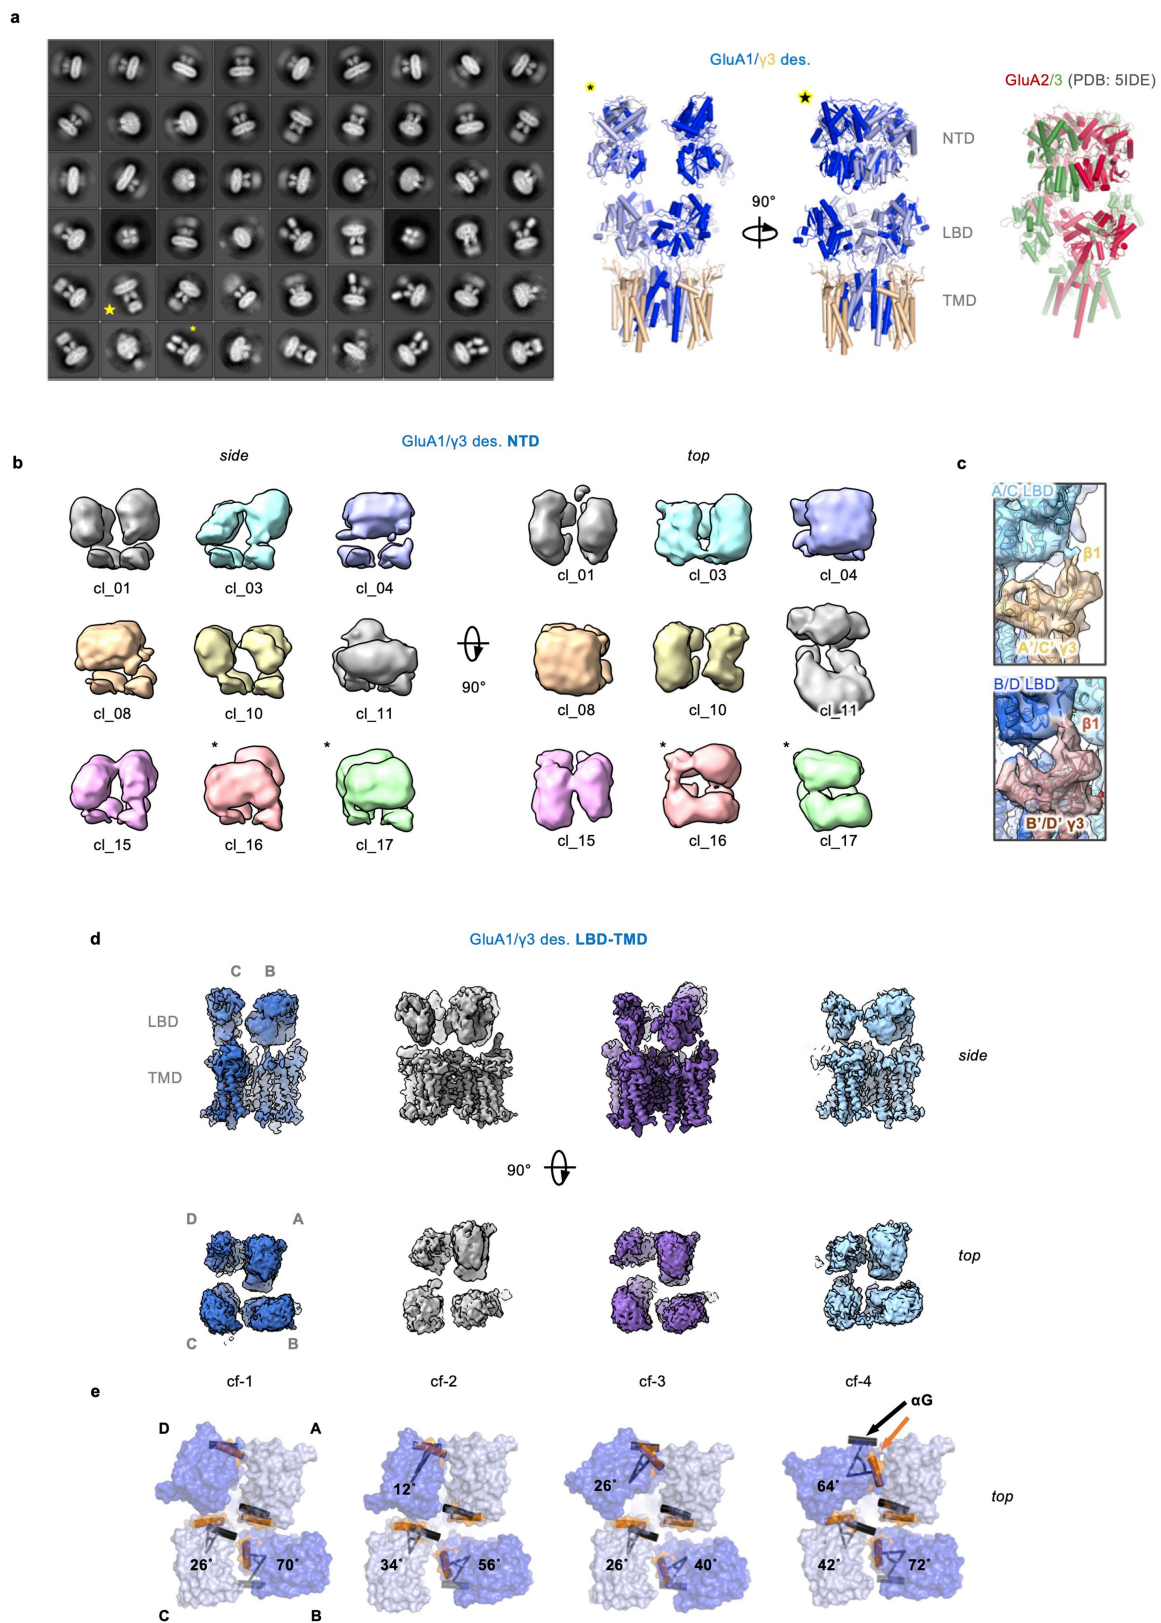 a
GluA1/γ3 des.
GluA2/3 (PDB: 5IDE)
*
★
NTD
90°
LBD
TMD
★
★
GluA1/γ3 des. NTD
b
side
top
c
A/C LBD
β1
A'/C' γ3
cl_01
cl_03
cl_04
cl_01
cl_03
cl_04
90°
cl_08
cl_10
cl_11
cl_08
cl_10
cl_11
B/D LBD
β1
B'/D' γ3
*
*
*
*
cl_15
cl_16
cl_17
cl_15
cl_16
cl_17
d
GluA1/γ3 des. LBD-TMD
C B
LBD
TMD
side
90°
D A
top
C B
cf-1
cf-2
cf-3
cf-4
e
αG
D A
12°
26°
64°
top
26°
70°
34°
56°
26°
40°
42°
72°
C B